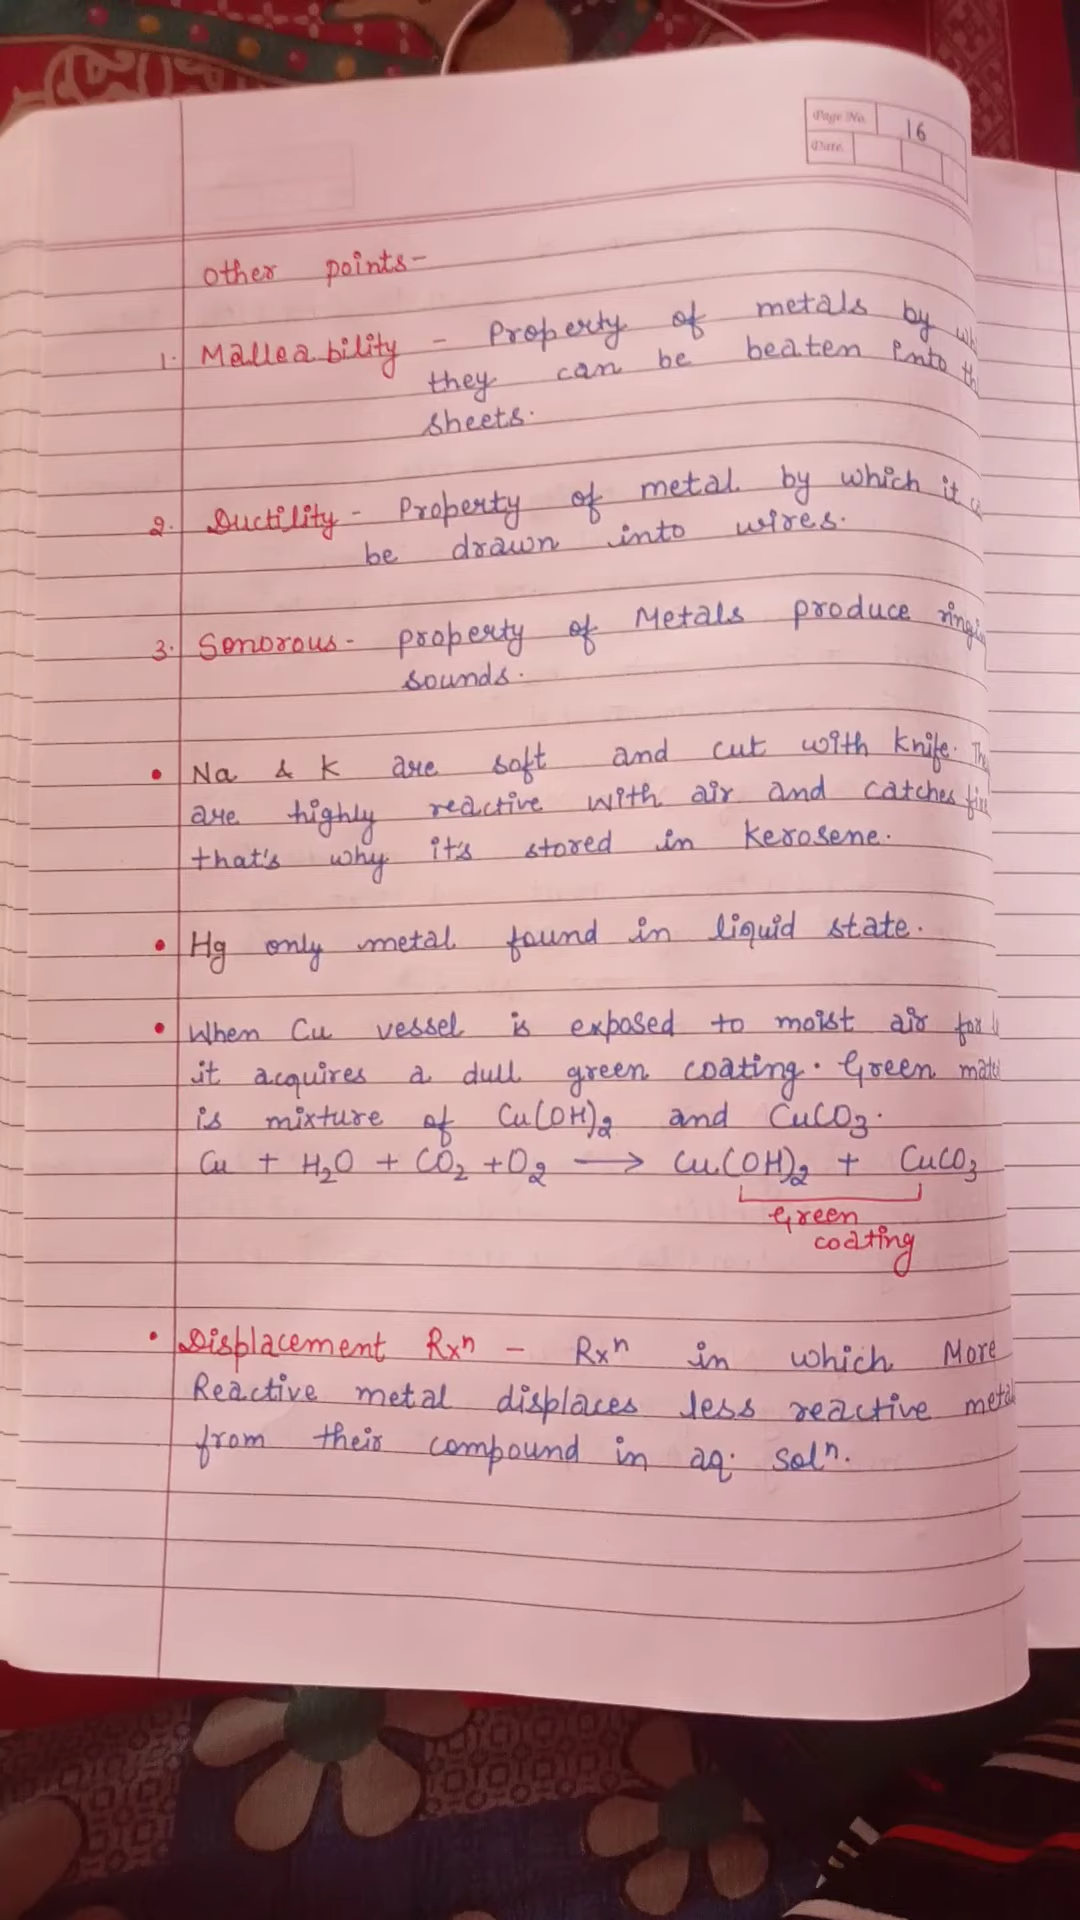 Page No. 16
Date
Other points-
1. Malleability - Property of metals by
they can be beaten into
sheets.
2. Ductility - Property of metal by which it
be drawn into wires.
3. Sonorous - property of Metals produce
sounds.
• Na & K are soft and cut with knife.
are highly reactive with air and catches
that's why it's stored in kerosene.
• Hg only metal found in liquid state.
• When Cu vessel is exposed to moist air for
it acquires a dull green coating. Green
is mixture of Cu(OH)₂ and CuCO₃.
Cu + H₂O + CO₂ + O₂ → Cu(OH)₂ + CuCO₃
Green
coating
• Displacement Rxⁿ - Rxⁿ in which More
Reactive metal displaces less reactive
from their compound in aq. solⁿ.